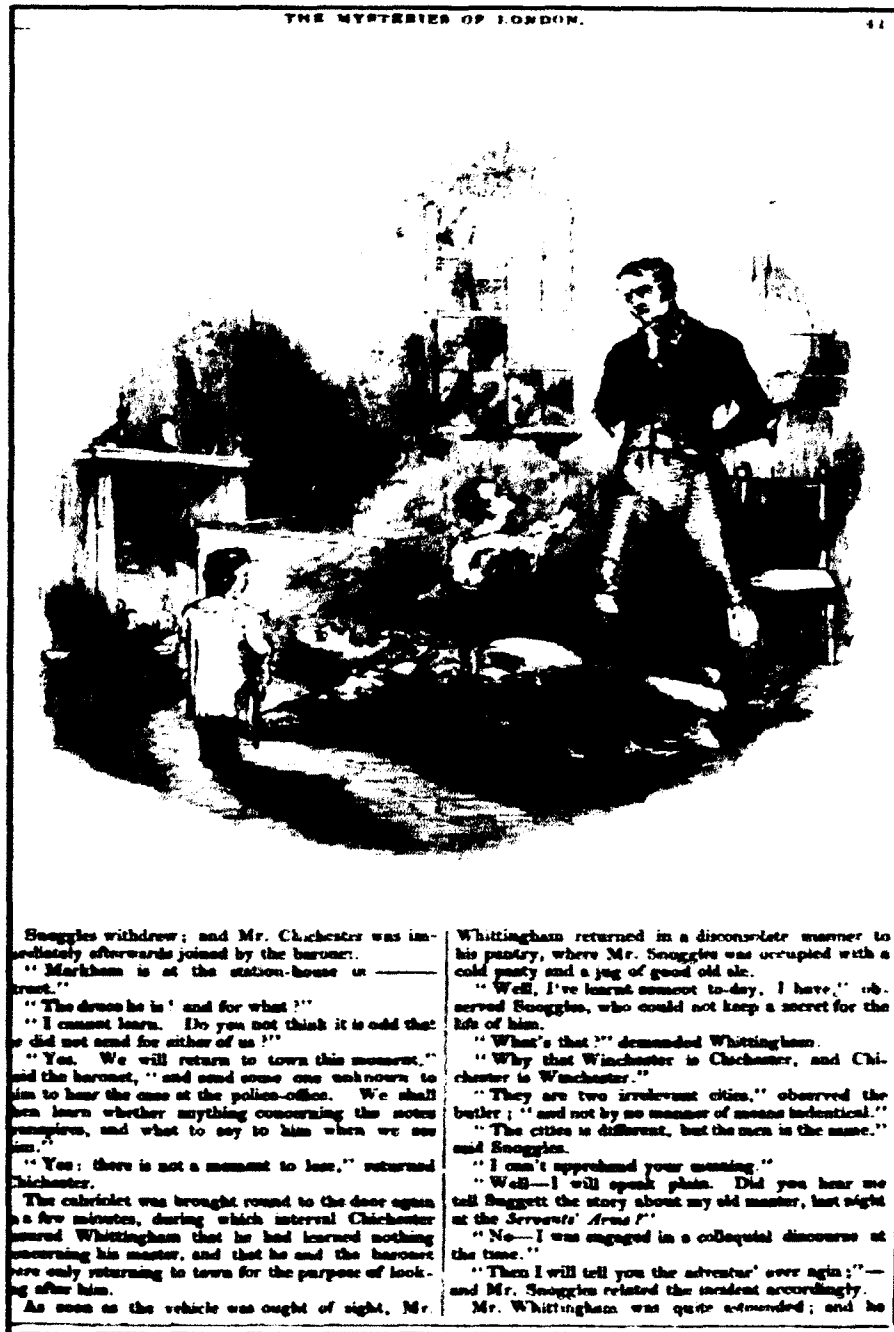 THE MYSTERIES OF LONDON.
Snoggles withdrew; and Mr. Chichester was im-
mediately afterwards joined by the baronet.
"Markham is at the station-house in ———
street."
"The deuce he is! and for what?"
"I cannot learn. Do you not think it is odd that
he did not send for either of us?"
"Yes. We will return to town this moment,"
said the baronet, "and send some one unknown to
him to hear the case at the police-office. We shall
then learn whether anything concerning the notes
transpires, and what to say to him when we see
him."
"Yes: there is not a moment to lose," returned
Chichester.
The cabriolet was brought round to the door again
in a few minutes, during which interval Chichester
assured Whittingham that he had learned nothing
concerning his master, and that he and the baronet
were only returning to town for the purpose of look-
ing after him.
As soon as the vehicle was ought of sight, Mr.
Whittingham returned in a disconsolate manner to
his pantry, where Mr. Snoggles was occupied with a
cold pasty and a jug of good old ale.
"Well, I've learnt someot to-day, I have," ob-
served Snoggles, who could not keep a secret for the
life of him.
"What's that?" demanded Whittingham.
"Why that Winchester is Chichester, and Chi-
chester is Winchester."
"They are two irrelevant cities," observed the
butler; "and not by no manner of means indentical."
"The cities is different, but the men is the same,"
said Snoggles.
"I can't apprehend your meaning."
"Well—I will speak plain. Did you hear me
tell Suggett the story about my old master, last night
at the Servants' Arms?"
"No—I was engaged in a colloquial discourse at
the time."
"Then I will tell you the adventur' over agin;"—
and Mr. Snoggles related the incident accordingly.
Mr. Whittingham was quite astounded; and he